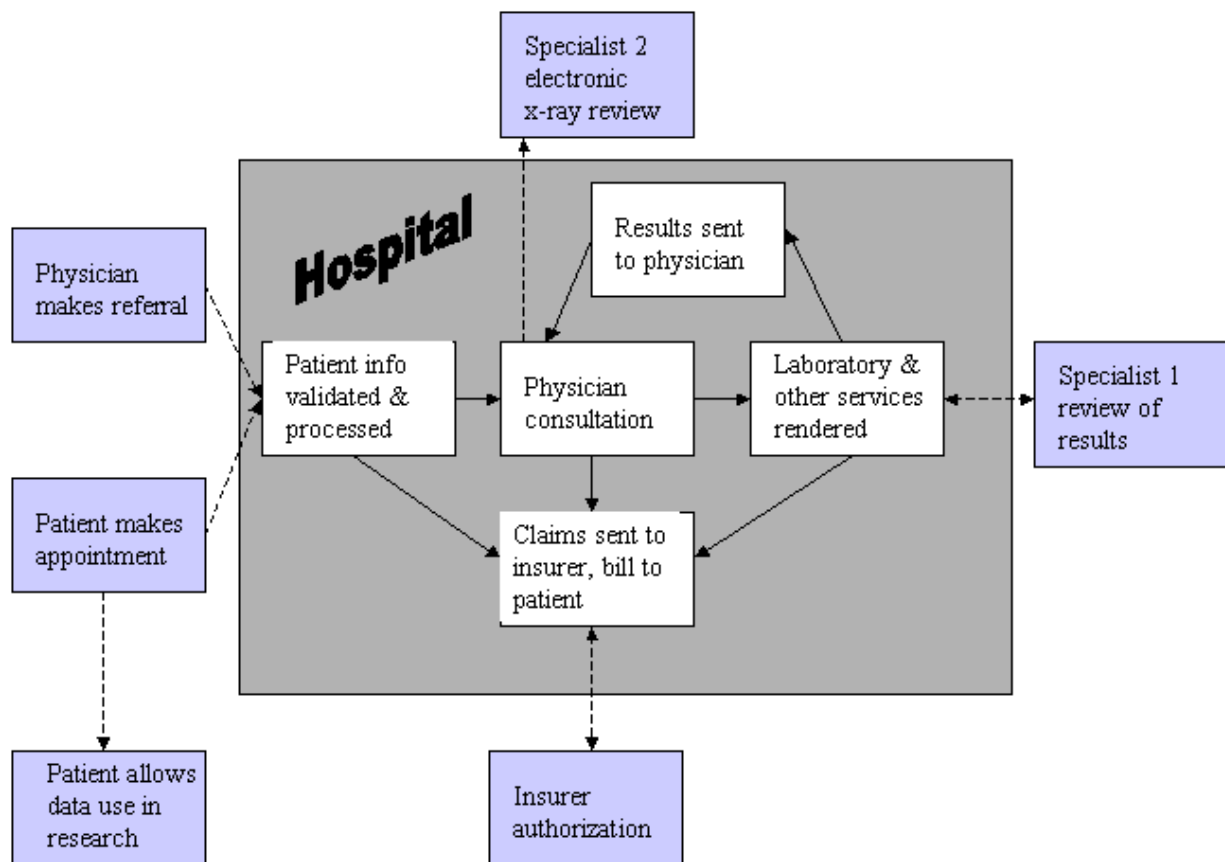 Specialist 2
electronic
x-ray review
Hospital
Results sent
to physician
Physician
makes referral
Patient info
validated &
processed
Physician
consultation
Laboratory &
other services
rendered
Specialist 1
review of
results
Patient makes
appointment
Claims sent to
insurer, bill to
patient
Patient allows
data use in
research
Insurer
authorization